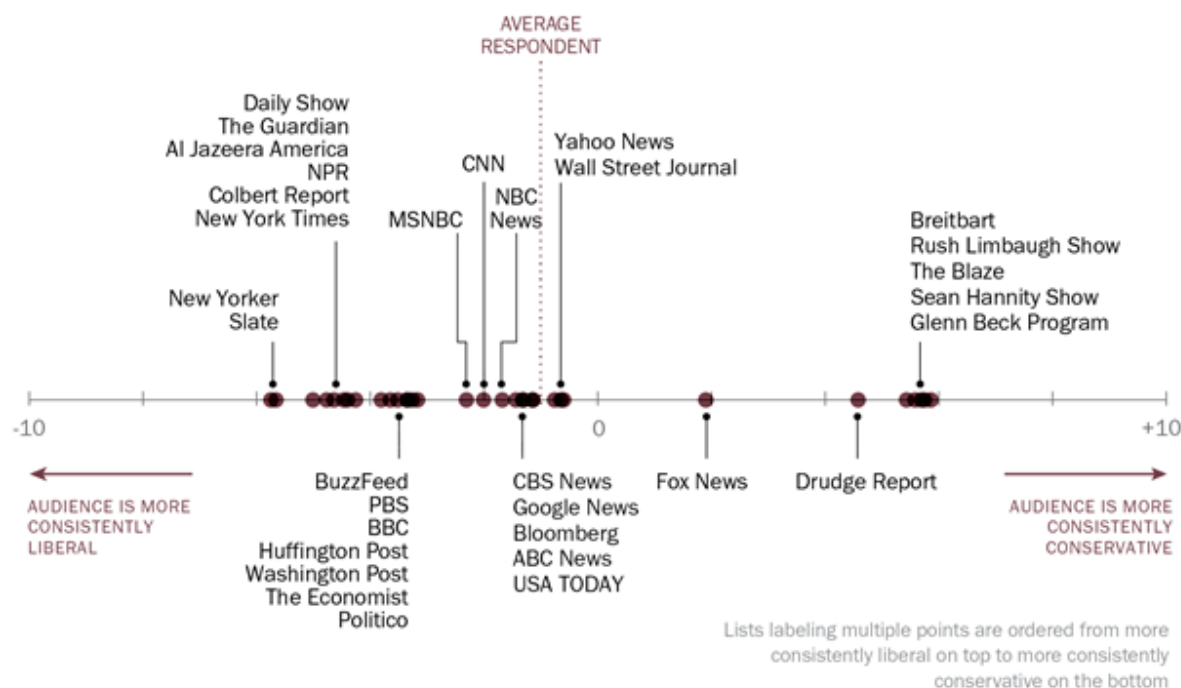 AVERAGE
RESPONDENT
Daily Show
The Guardian
Al Jazeera America
NPR
Colbert Report
New York Times
New Yorker
Slate
MSNBC
CNN
NBC
News
Yahoo News
Wall Street Journal
Breitbart
Rush Limbaugh Show
The Blaze
Sean Hannity Show
Glenn Beck Program
-10
0
+10
AUDIENCE IS MORE
CONSISTENTLY
LIBERAL
BuzzFeed
PBS
BBC
Huffington Post
Washington Post
The Economist
Politico
CBS News
Google News
Bloomberg
ABC News
USA TODAY
Fox News
Drudge Report
AUDIENCE IS MORE
CONSISTENTLY
CONSERVATIVE
Lists labeling multiple points are ordered from more
consistently liberal on top to more consistently
conservative on the bottom